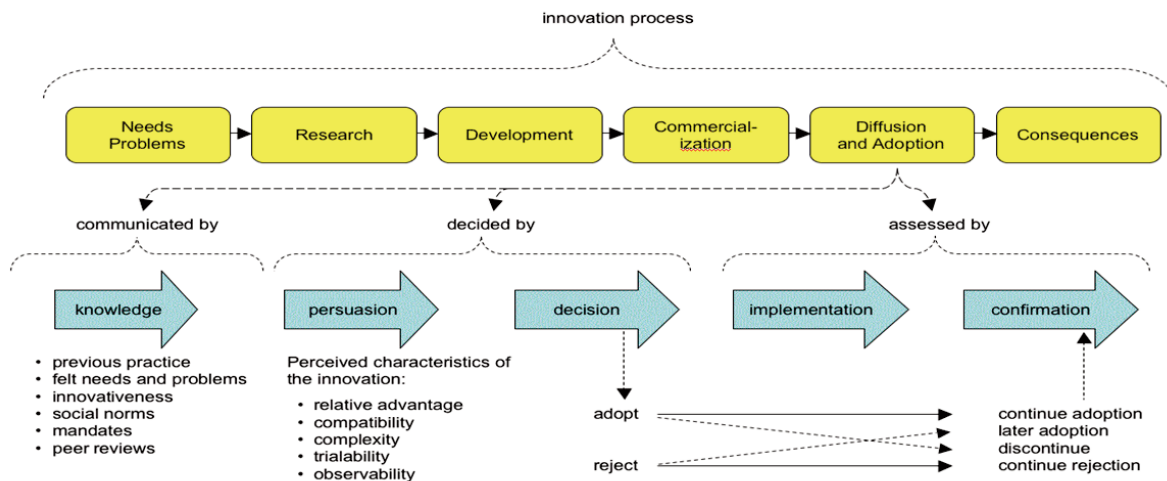 innovation process
Needs
Problems
Research
Development
Commercial-
ization
Diffusion
and Adoption
Consequences
communicated by
decided by
assessed by
knowledge
persuasion
decision
implementation
confirmation
• previous practice
• felt needs and problems
• innovativeness
• social norms
• mandates
• peer reviews
Perceived characteristics of
the innovation:
• relative advantage
• compatibility
• complexity
• trialability
• observability
adopt
reject
continue adoption
later adoption
discontinue
continue rejection